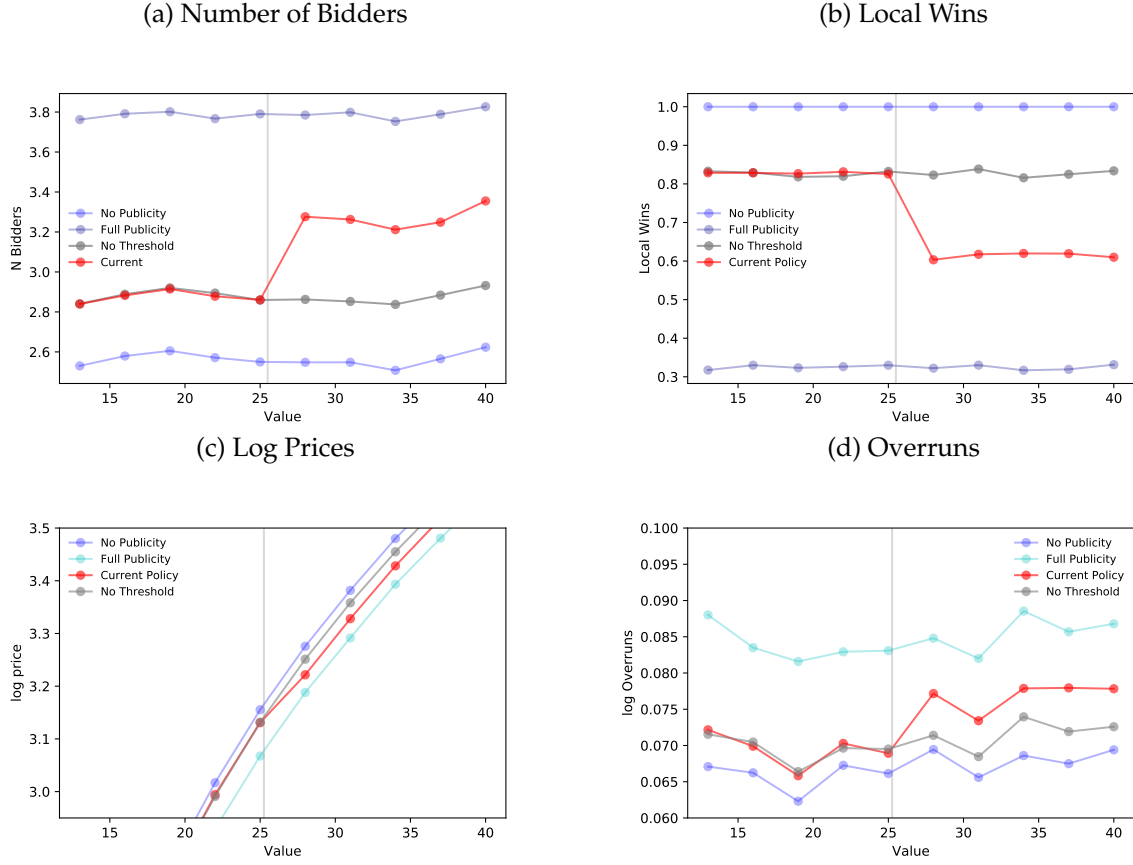 (a) Number of Bidders
3.8
3.6
3.4
3.2
3.0
2.8
2.6
N Bidders
No Publicity
Full Publicity
No Threshold
Current
15 20 25 30 35 40
Value
(b) Local Wins
1.0
0.9
0.8
0.7
0.6
0.5
0.4
0.3
Local Wins
No Publicity
Full Publicity
No Threshold
Current Policy
15 20 25 30 35 40
Value
(c) Log Prices
3.5
3.4
3.3
3.2
3.1
3.0
log price
No Publicity
Full Publicity
Current Policy
No Threshold
15 20 25 30 35 40
Value
(d) Overruns
0.100
0.095
0.090
0.085
0.080
0.075
0.070
0.065
0.060
log Overruns
No Publicity
Full Publicity
Current Policy
No Threshold
15 20 25 30 35 40
Value